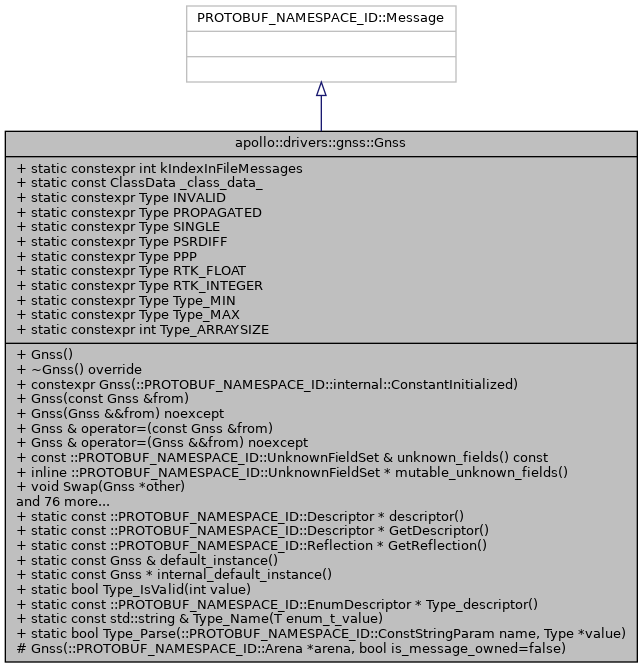 PROTOBUF_NAMESPACE_ID::Message
apollo::drivers::gnss::Gnss
+ static constexpr int kIndexInFileMessages
+ static const ClassData _class_data_
+ static constexpr Type INVALID
+ static constexpr Type PROPAGATED
+ static constexpr Type SINGLE
+ static constexpr Type PSRDIFF
+ static constexpr Type PPP
+ static constexpr Type RTK_FLOAT
+ static constexpr Type RTK_INTEGER
+ static constexpr Type Type_MIN
+ static constexpr Type Type_MAX
+ static constexpr int Type_ARRAYSIZE
+ Gnss()
+ ~Gnss() override
+ constexpr Gnss(::PROTOBUF_NAMESPACE_ID::internal::ConstantInitialized)
+ Gnss(const Gnss &from)
+ Gnss(Gnss &&from) noexcept
+ Gnss & operator=(const Gnss &from)
+ Gnss & operator=(Gnss &&from) noexcept
+ const ::PROTOBUF_NAMESPACE_ID::UnknownFieldSet & unknown_fields() const
+ inline ::PROTOBUF_NAMESPACE_ID::UnknownFieldSet * mutable_unknown_fields()
+ void Swap(Gnss *other)
and 76 more...
+ static const ::PROTOBUF_NAMESPACE_ID::Descriptor * descriptor()
+ static const ::PROTOBUF_NAMESPACE_ID::Descriptor * GetDescriptor()
+ static const ::PROTOBUF_NAMESPACE_ID::Reflection * GetReflection()
+ static const Gnss & default_instance()
+ static const Gnss * internal_default_instance()
+ static bool Type_IsValid(int value)
+ static const ::PROTOBUF_NAMESPACE_ID::EnumDescriptor * Type_descriptor()
+ static const std::string & Type_Name(T enum_t_value)
+ static bool Type_Parse(::PROTOBUF_NAMESPACE_ID::ConstStringParam name, Type *value)
# Gnss(::PROTOBUF_NAMESPACE_ID::Arena *arena, bool is_message_owned=false)